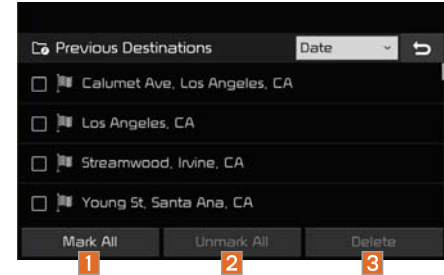 Previous Destinations Date
Calumet Ave, Los Angeles, CA
Los Angeles, CA
Streamwood, Irvine, CA
Young St, Santa Ana, CA
Mark All Unmark All Delete
1 2 3